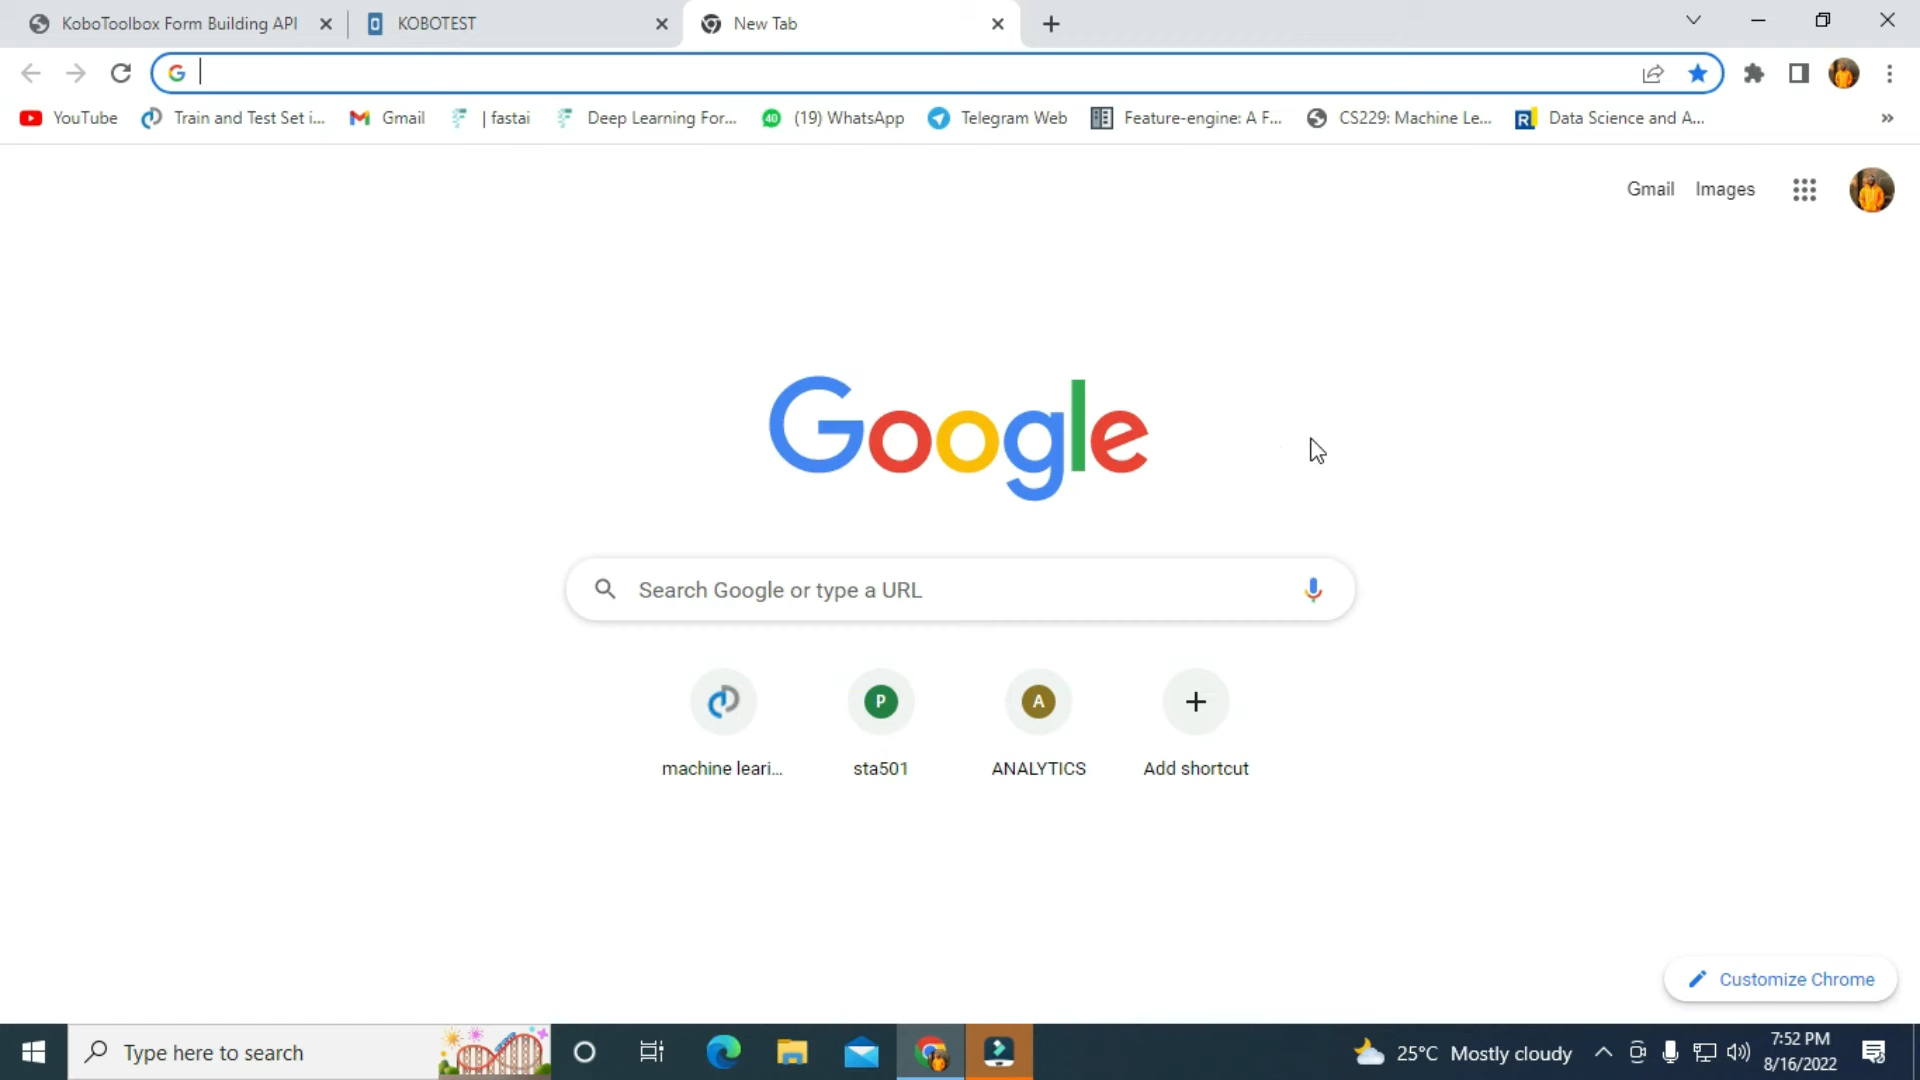 KoboToolbox Form Building API
KOBOTEST
New Tab
YouTube
Train and Test Set i...
Gmail
| fastai
Deep Learning For...
40
(19) WhatsApp
Telegram Web
Feature-engine: A F...
CS229: Machine Le...
R
Data Science and A...
Gmail
Images
Google
Search Google or type a URL
machine leari...
P
sta501
A
ANALYTICS
Add shortcut
Customize Chrome
Type here to search
25°C Mostly cloudy
7:52 PM
8/16/2022